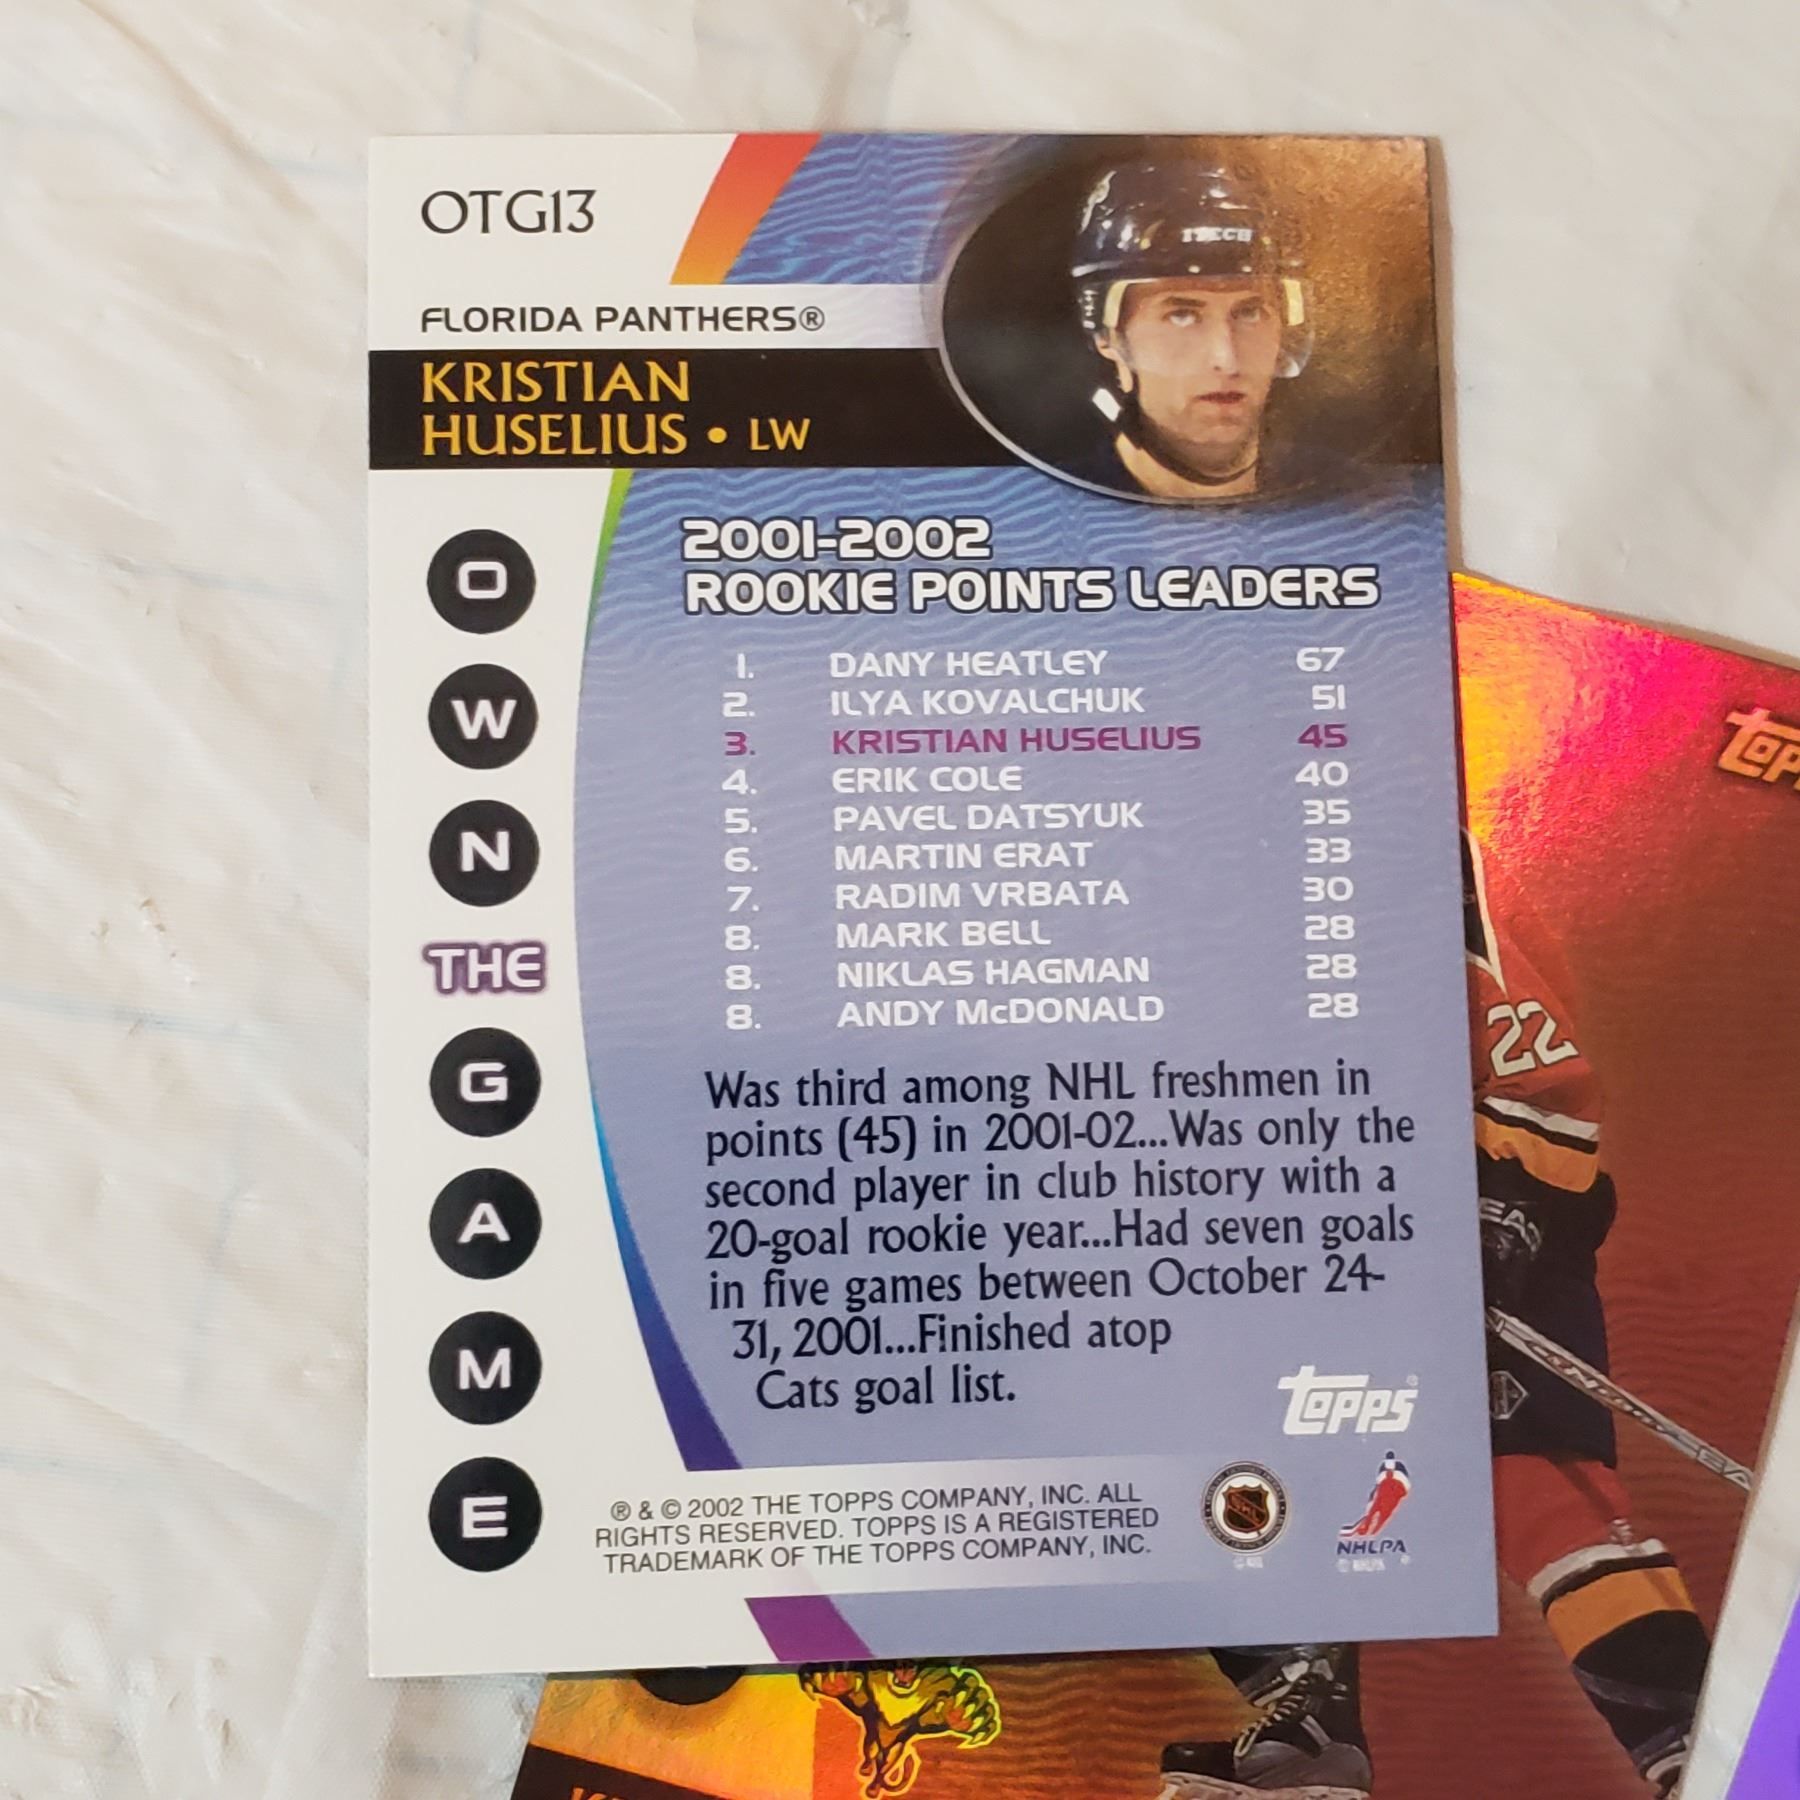 OTG13
FLORIDA PANTHERS®
KRISTIAN
HUSELIUS • LW
ITECH
O
W
N
THE
G
A
M
E
2001-2002
ROOKIE POINTS LEADERS
1. DANY HEATLEY 67
2. ILYA KOVALCHUK 51
3. KRISTIAN HUSELIUS 45
4. ERIK COLE 40
5. PAVEL DATSYUK 35
6. MARTIN ERAT 33
7. RADIM VRBATA 30
8. MARK BELL 28
8. NIKLAS HAGMAN 28
8. ANDY McDONALD 28
Was third among NHL freshmen in
points (45) in 2001-02...Was only the
second player in club history with a
20-goal rookie year...Had seven goals
in five games between October 24-
31, 2001...Finished atop
Cats goal list.
topps®
® & © 2002 THE TOPPS COMPANY, INC. ALL
RIGHTS RESERVED. TOPPS IS A REGISTERED
TRADEMARK OF THE TOPPS COMPANY, INC.
NHL
NHLPA
© NHLPA
22